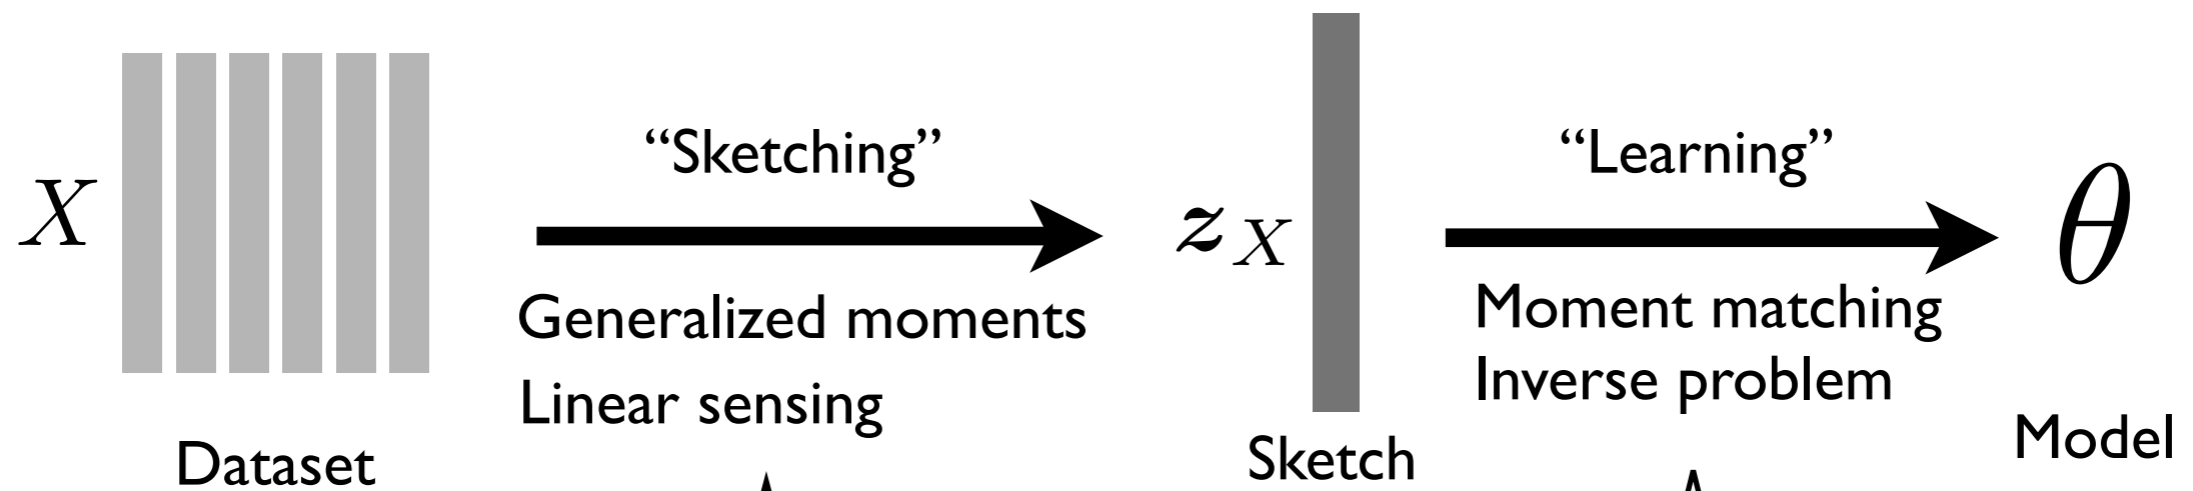 X
Dataset
“Sketching”
Generalized moments
Linear sensing
z_X
Sketch
“Learning”
Moment matching
Inverse problem
θ
Model